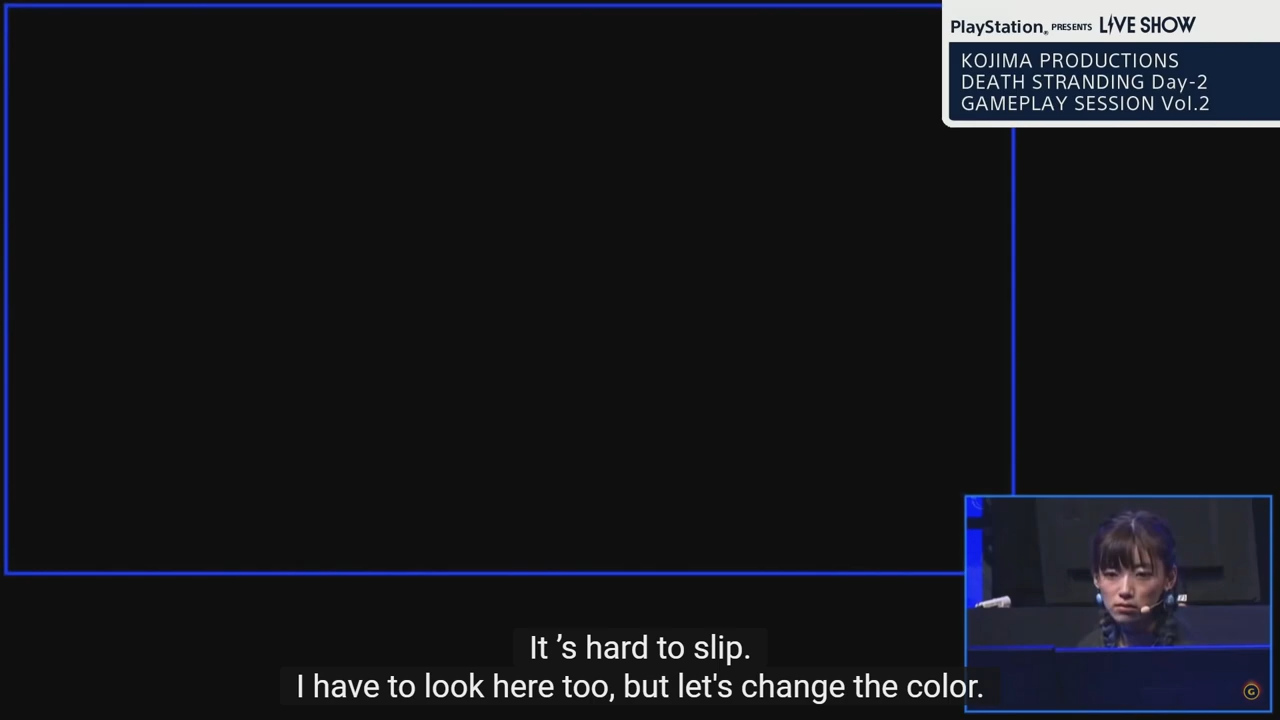 PlayStation® PRESENTS LIVE SHOW
KOJIMA PRODUCTIONS
DEATH STRANDING Day-2
GAMEPLAY SESSION Vol.2
It ’s hard to slip.
I have to look here too, but let's change the color.
G